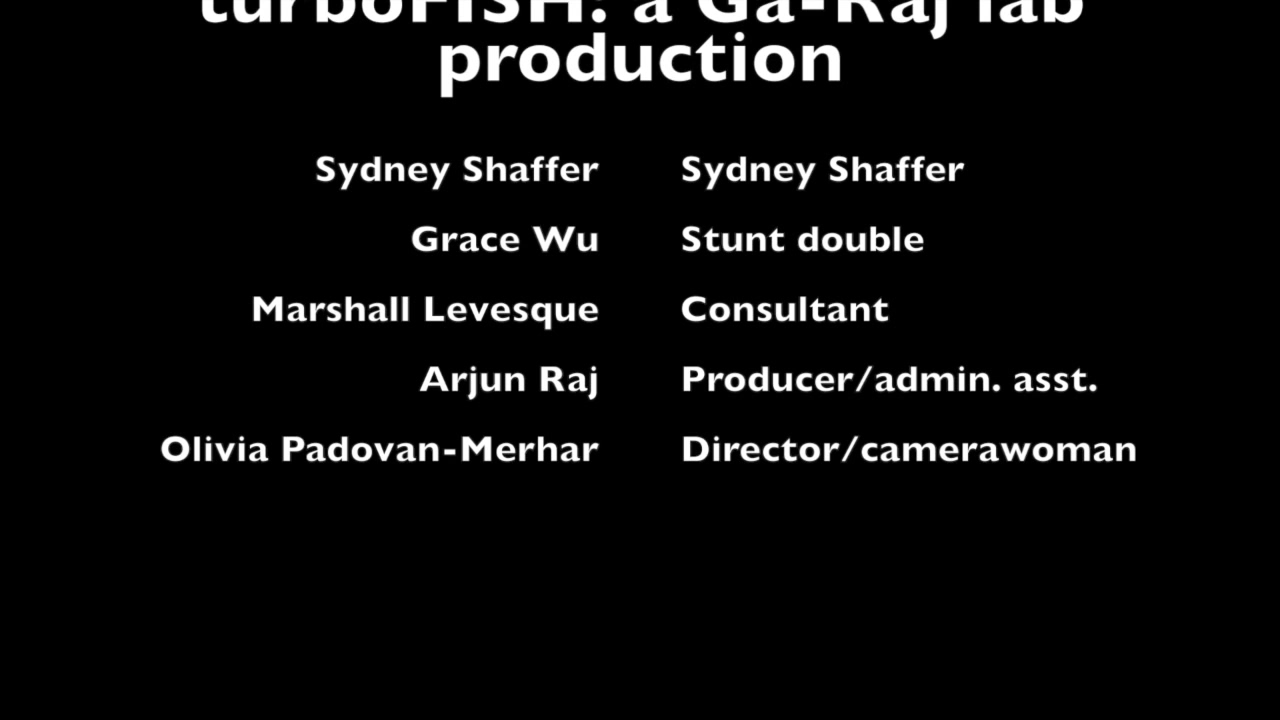 turboFISH: a Ga-Raj lab
production
Sydney Shaffer Sydney Shaffer
Grace Wu Stunt double
Marshall Levesque Consultant
Arjun Raj Producer/admin. asst.
Olivia Padovan-Merhar Director/camerawoman